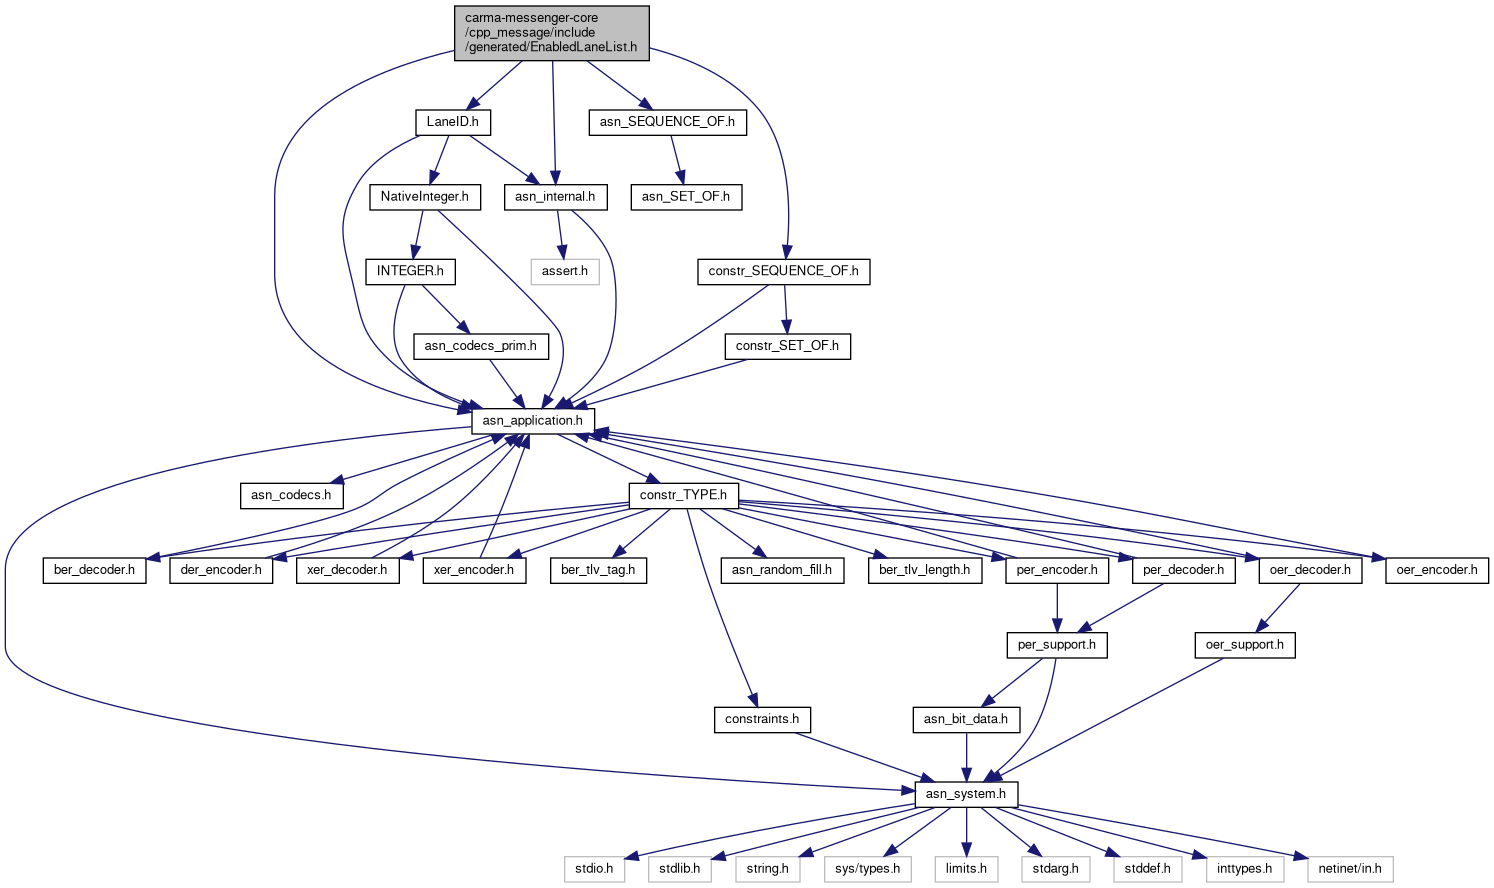 carma-messenger-core
/cpp_message/include
/generated/EnabledLaneList.h
LaneID.h
asn_SEQUENCE_OF.h
NativeInteger.h
asn_internal.h
asn_SET_OF.h
INTEGER.h
assert.h
constr_SEQUENCE_OF.h
asn_codecs_prim.h
constr_SET_OF.h
asn_application.h
asn_codecs.h
constr_TYPE.h
ber_decoder.h
der_encoder.h
xer_decoder.h
xer_encoder.h
ber_tlv_tag.h
asn_random_fill.h
ber_tlv_length.h
per_encoder.h
per_decoder.h
oer_decoder.h
oer_encoder.h
per_support.h
oer_support.h
constraints.h
asn_bit_data.h
asn_system.h
stdio.h
stdlib.h
string.h
sys/types.h
limits.h
stdarg.h
stddef.h
inttypes.h
netinet/in.h